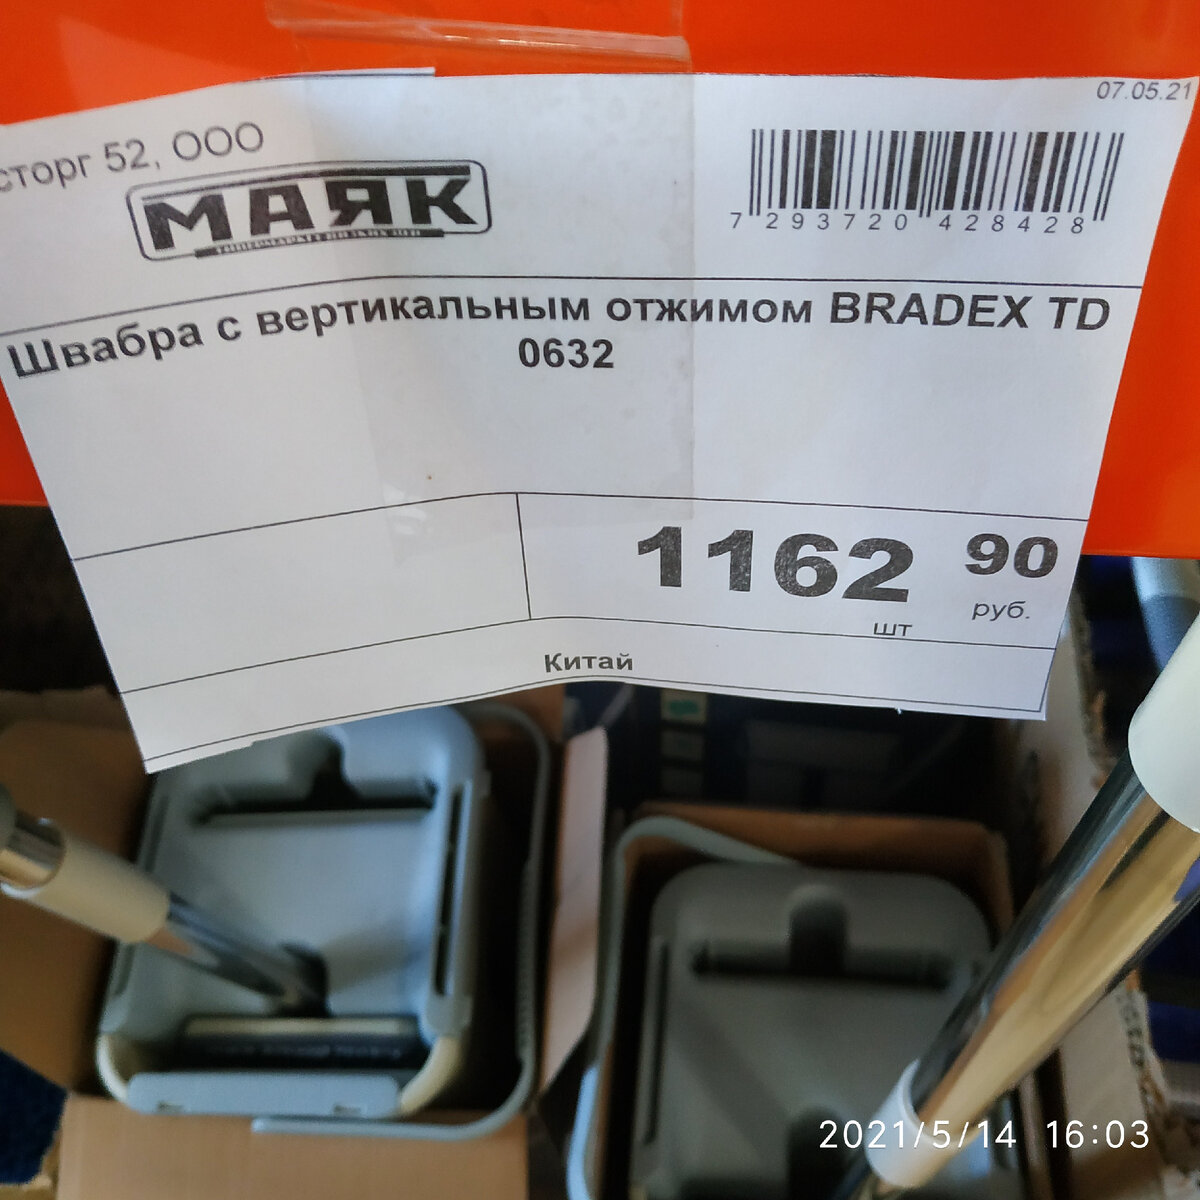 07.05.21
сторг 52, ООО
МАЯК
7 293720 428428
Швабра с вертикальным отжимом BRADEX TD
0632
1162 90
руб.
шт
Китай
2021/5/14 16:03